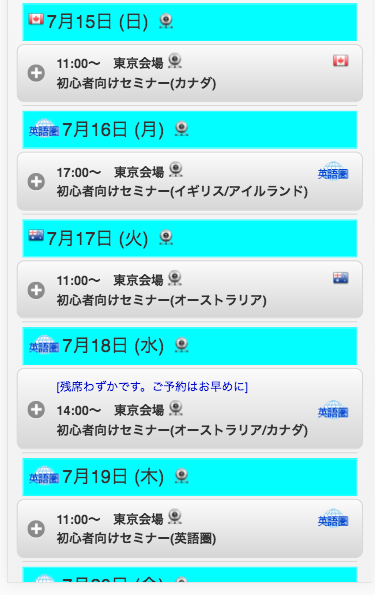 7月15日 (日)
11:00～　東京会場
初心者向けセミナー(カナダ)
英語圏 7月16日 (月)
17:00～　東京会場
英語圏
初心者向けセミナー(イギリス/アイルランド)
7月17日 (火)
11:00～　東京会場
初心者向けセミナー(オーストラリア)
英語圏 7月18日 (水)
[残席わずかです。ご予約はお早めに]
14:00～　東京会場
英語圏
初心者向けセミナー(オーストラリア/カナダ)
英語圏 7月19日 (木)
11:00～　東京会場
英語圏
初心者向けセミナー(英語圏)
7月20日 (金)